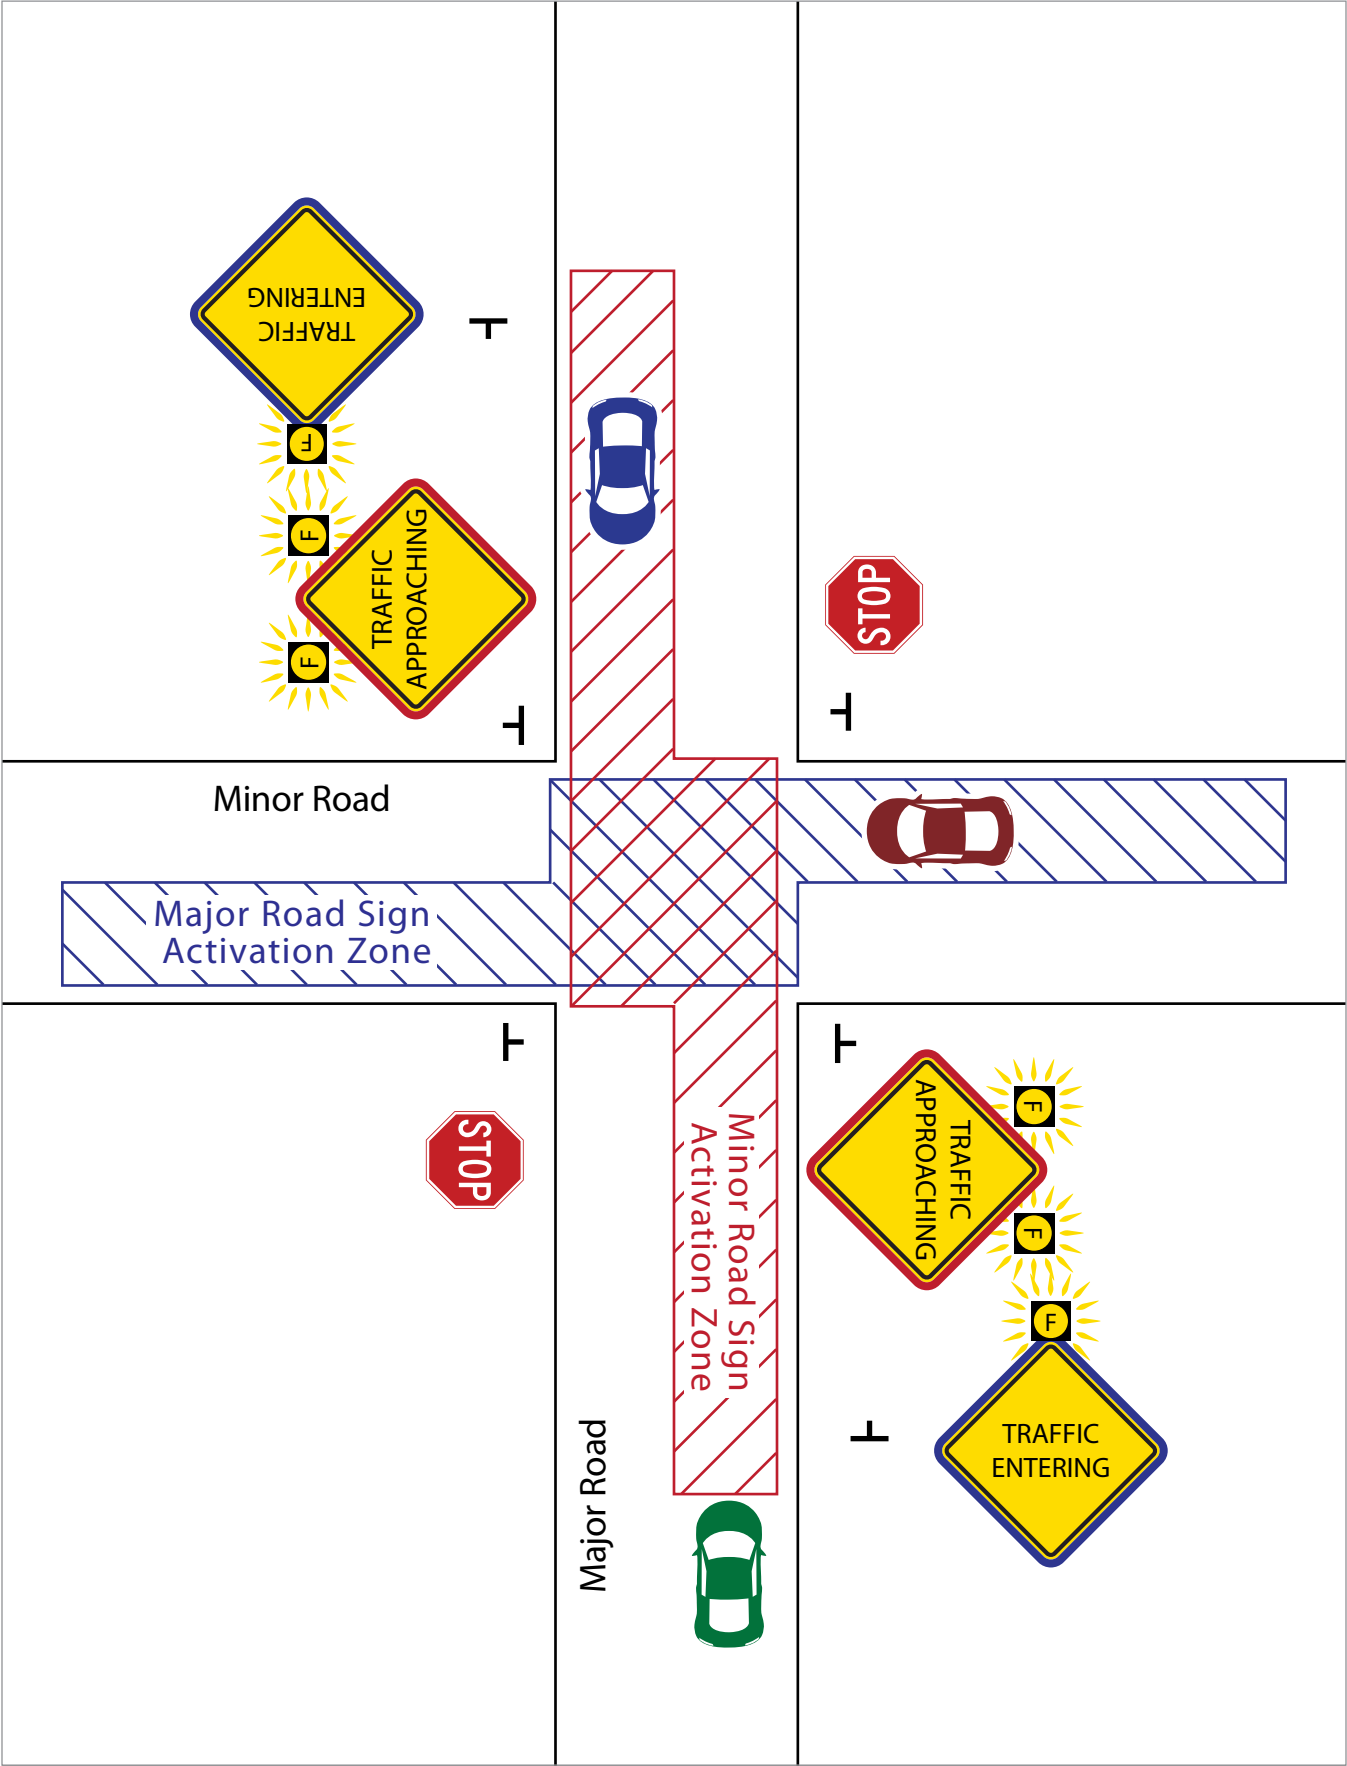 TRAFFIC
ENTERING
F
F
TRAFFIC
APPROACHING
F
STOP
Minor Road
Major Road Sign
Activation Zone
STOP
TRAFFIC
APPROACHING
F
F
F
Minor Road Sign
Activation Zone
TRAFFIC
ENTERING
Major Road